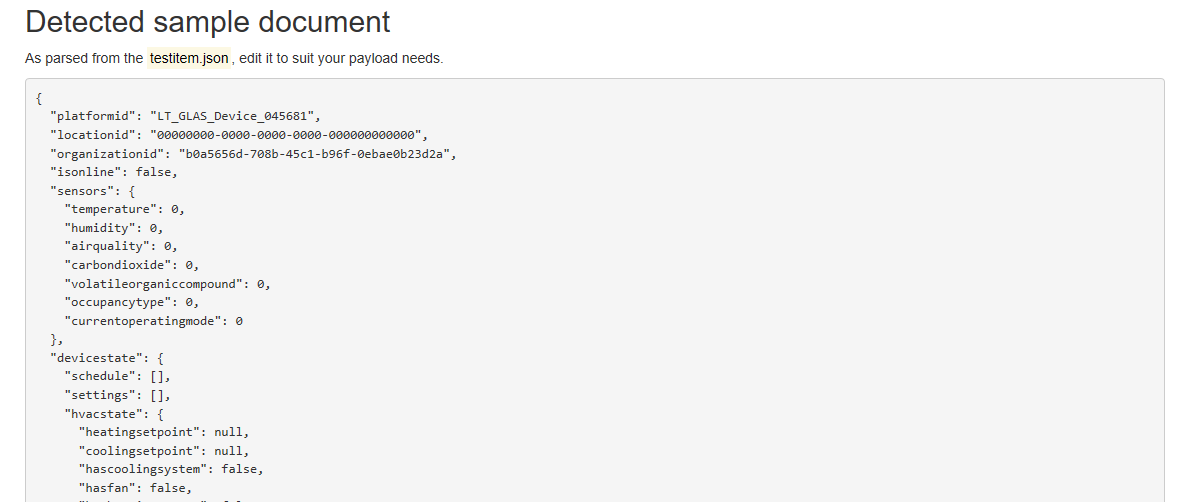 Detected sample document
As parsed from the testitem.json, edit it to suit your payload needs.
{
  "platformid": "LT_GLAS_Device_045681",
  "locationid": "00000000-0000-0000-0000-000000000000",
  "organizationid": "b0a5656d-708b-45c1-b96f-0ebae0b23d2a",
  "isonline": false,
  "sensors": {
    "temperature": 0,
    "humidity": 0,
    "airquality": 0,
    "carbondioxide": 0,
    "volatileorganiccompound": 0,
    "occupancytype": 0,
    "currentoperatingmode": 0
  },
  "devicestate": {
    "schedule": [],
    "settings": [],
    "hvacstate": {
      "heatingsetpoint": null,
      "coolingsetpoint": null,
      "hascoolingsystem": false,
      "hasfan": false,